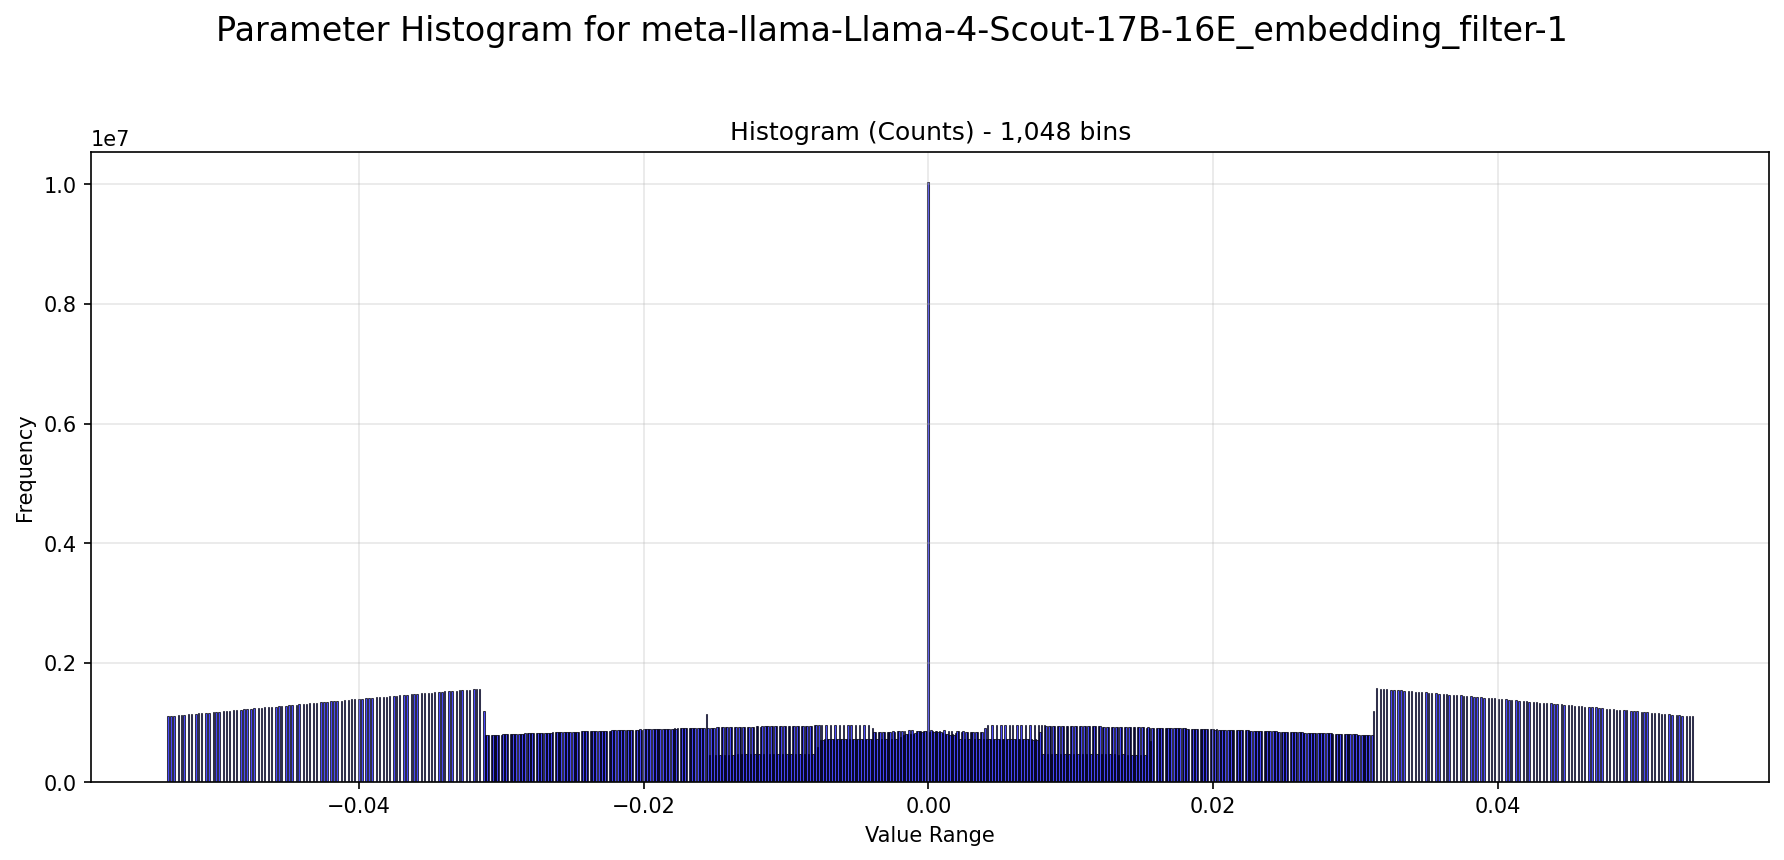 Parameter Histogram for meta-llama-Llama-4-Scout-17B-16E_embedding_filter-1
Histogram (Counts) - 1,048 bins
1e7
1.0
0.8
0.6
0.4
0.2
0.0
Frequency
−0.04
−0.02
0.00
0.02
0.04
Value Range